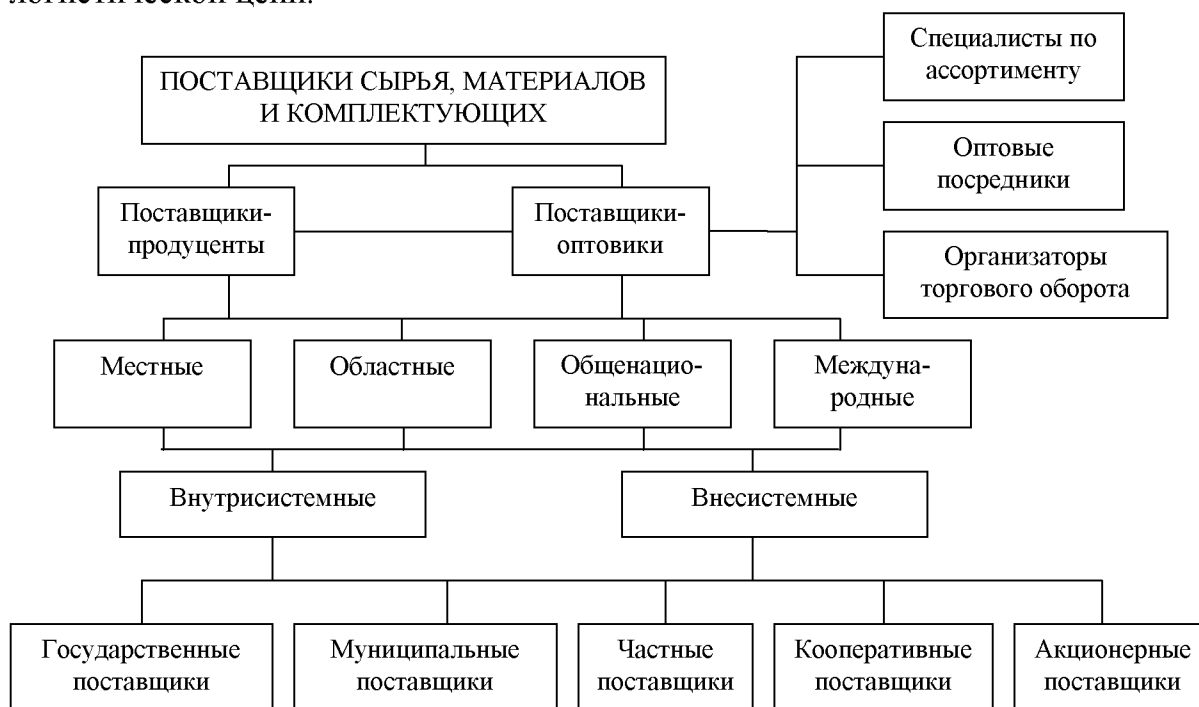 логистической цепи.
Специалисты по
ассортименту
ПОСТАВЩИКИ СЫРЬЯ, МАТЕРИАЛОВ
И КОМПЛЕКТУЮЩИХ
Оптовые
посредники
Поставщики-
продуценты
Поставщики-
оптовики
Организаторы
торгового оборота
Местные
Областные
Общенацио-
нальные
Междуна-
родные
Внутрисистемные
Внесистемные
Государственные
поставщики
Муниципальные
поставщики
Частные
поставщики
Кооперативные
поставщики
Акционерные
поставщики